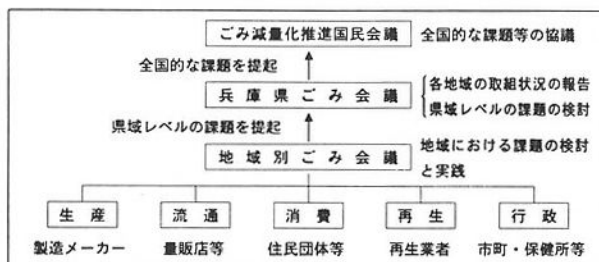 ごみ減量化推進国民会議 全国的な課題等の協議
全国的な課題を提起
兵庫県ごみ会議 各地域の取組状況の報告
県域レベルの課題の検討
県域レベルの課題を提起
地域別ごみ会議 地域における課題の検討
と実践
生産 流通 消費 再生 行政
製造メーカー 量販店等 住民団体等 再生業者 市町・保健所等